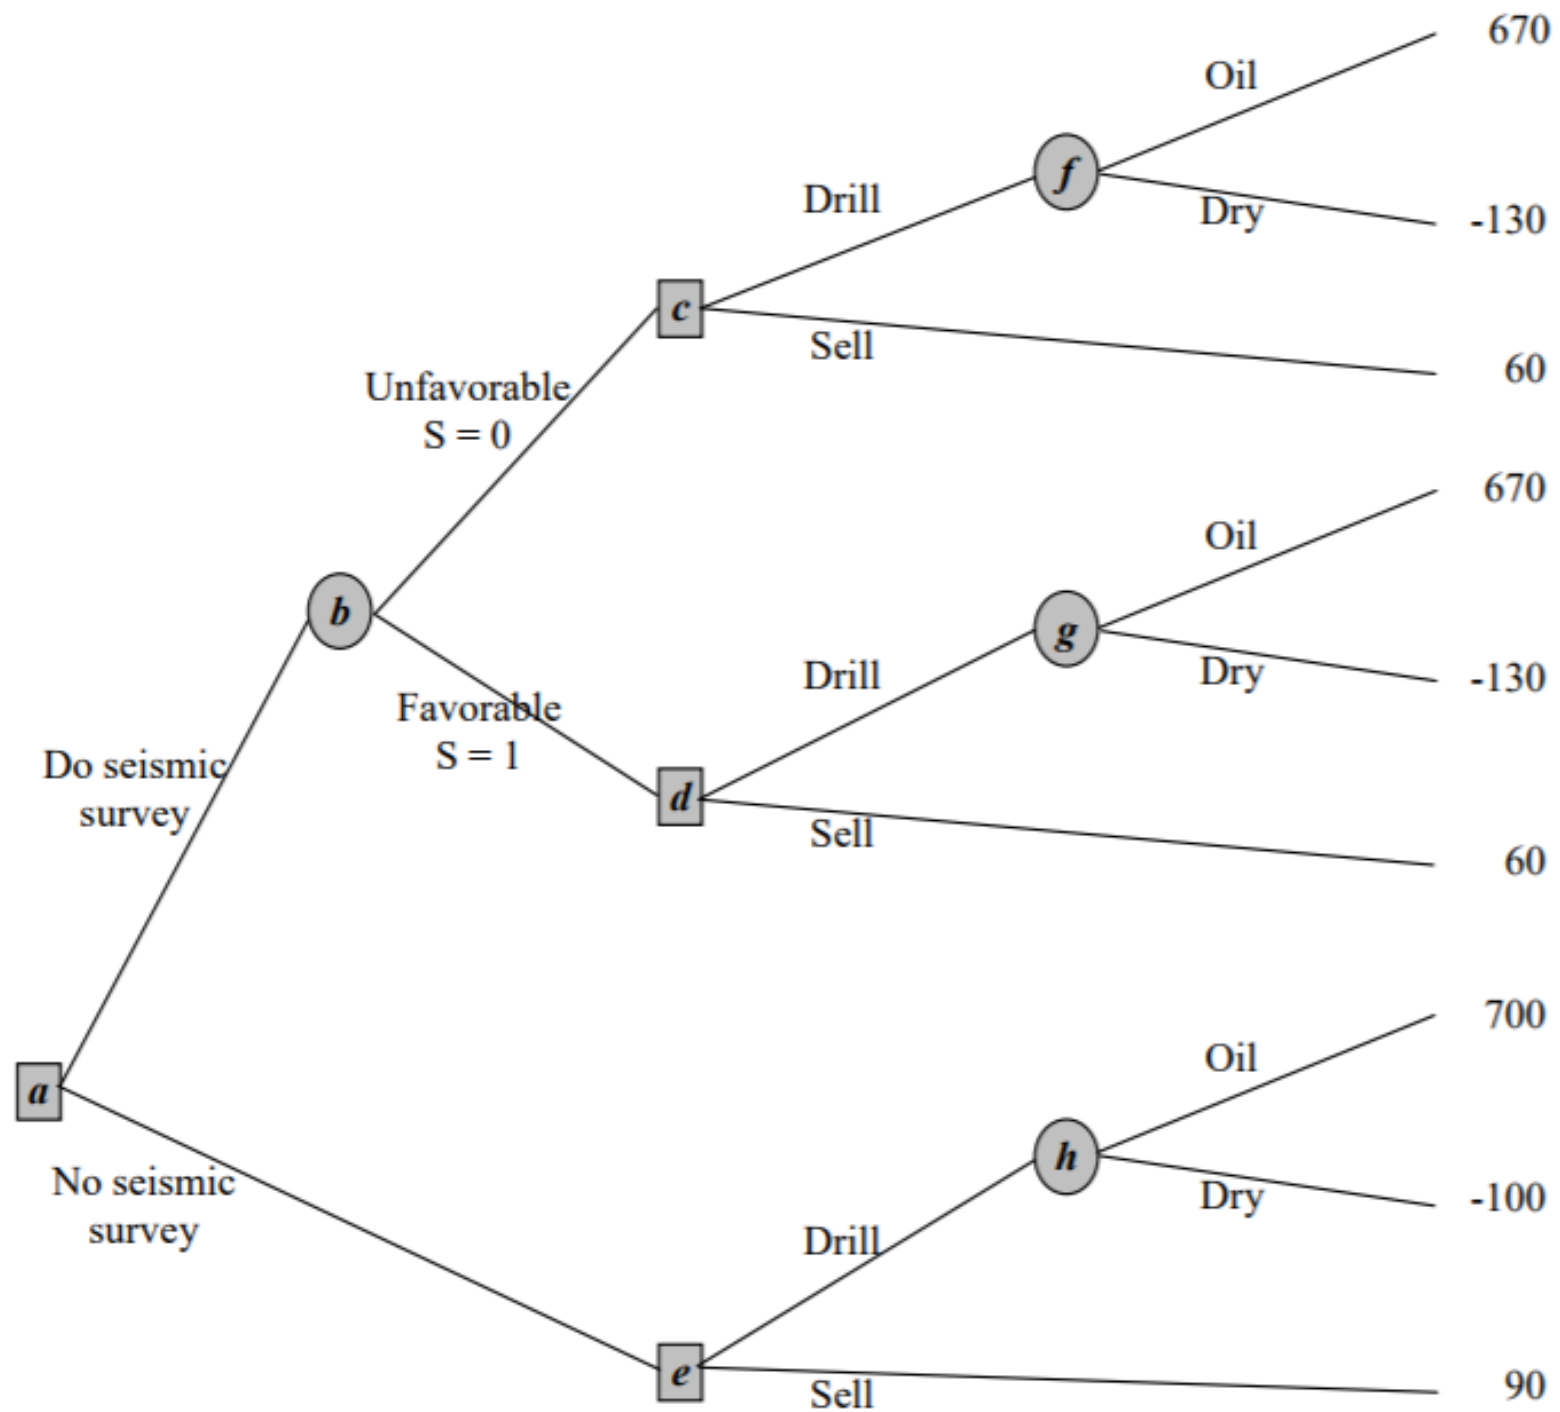 670
Oil
f
Dry
-130
Drill
c
Sell
60
Unfavorable
S = 0
670
Oil
g
Dry
-130
Drill
b
Favorable
S = 1
d
Sell
60
Do seismic
survey
700
Oil
h
Dry
-100
Drill
a
No seismic
survey
e
Sell
90